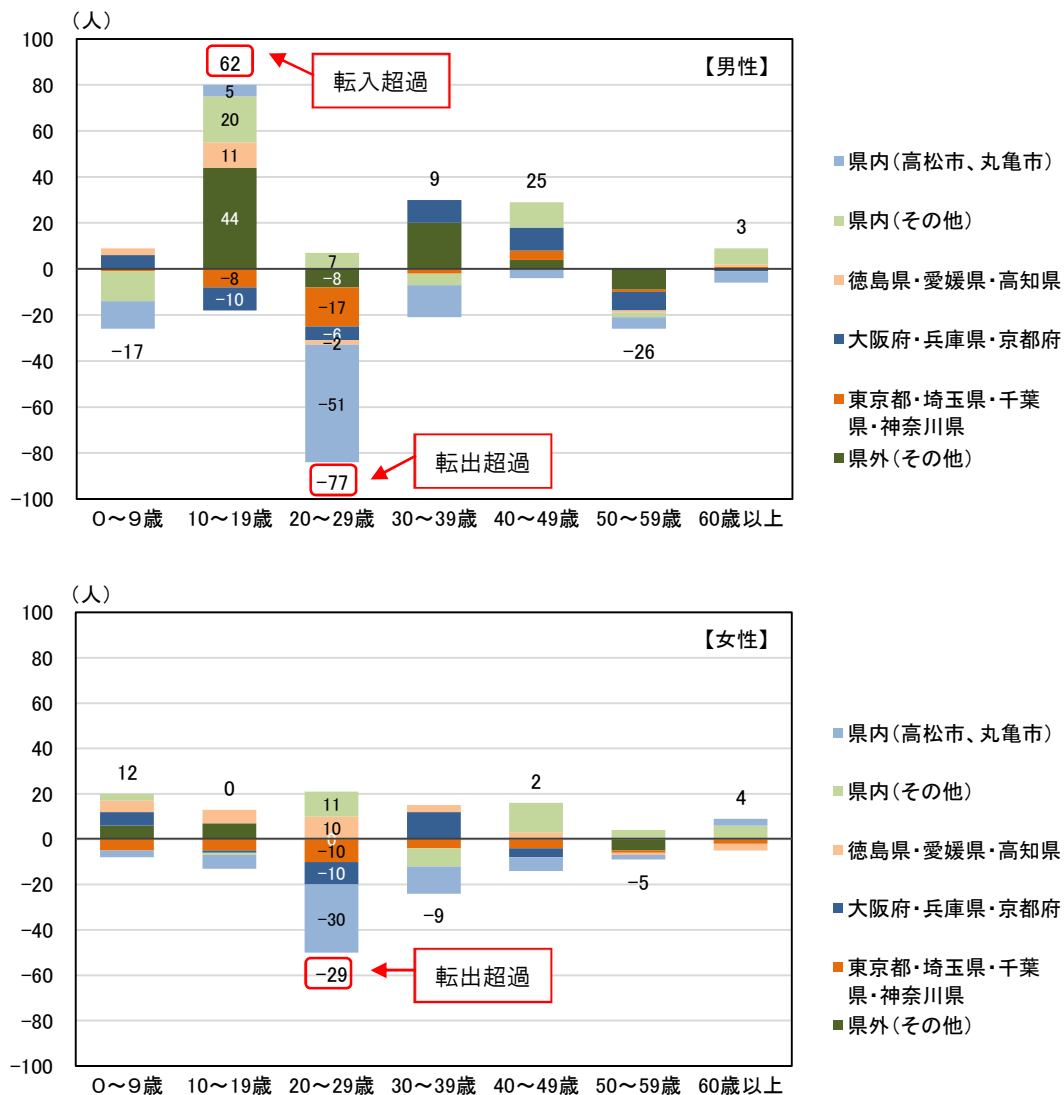 （人）
100
80
60
40
20
0
−20
−40
−60
−80
−100
【男性】
62
転入超過
5
20
11
44
−8
−10
−17
7
−8
−17
−6
−2
−51
−77
転出超過
9
25
−26
3
0～9歳
10～19歳
20～29歳
30～39歳
40～49歳
50～59歳
60歳以上
県内（高松市、丸亀市）
県内（その他）
徳島県・愛媛県・高知県
大阪府・兵庫県・京都府
東京都・埼玉県・千葉
県・神奈川県
県外（その他）
（人）
100
80
60
40
20
0
−20
−40
−60
−80
−100
【女性】
12
0
11
10
0
−10
−10
−30
−29
転出超過
−9
2
−5
4
0～9歳
10～19歳
20～29歳
30～39歳
40～49歳
50～59歳
60歳以上
県内（高松市、丸亀市）
県内（その他）
徳島県・愛媛県・高知県
大阪府・兵庫県・京都府
東京都・埼玉県・千葉
県・神奈川県
県外（その他）